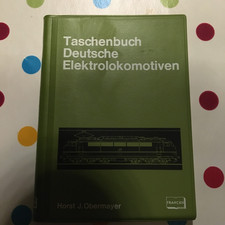 Taschenbuch
Deutsche
Elektrolokomotiven
Horst J. Obermayer